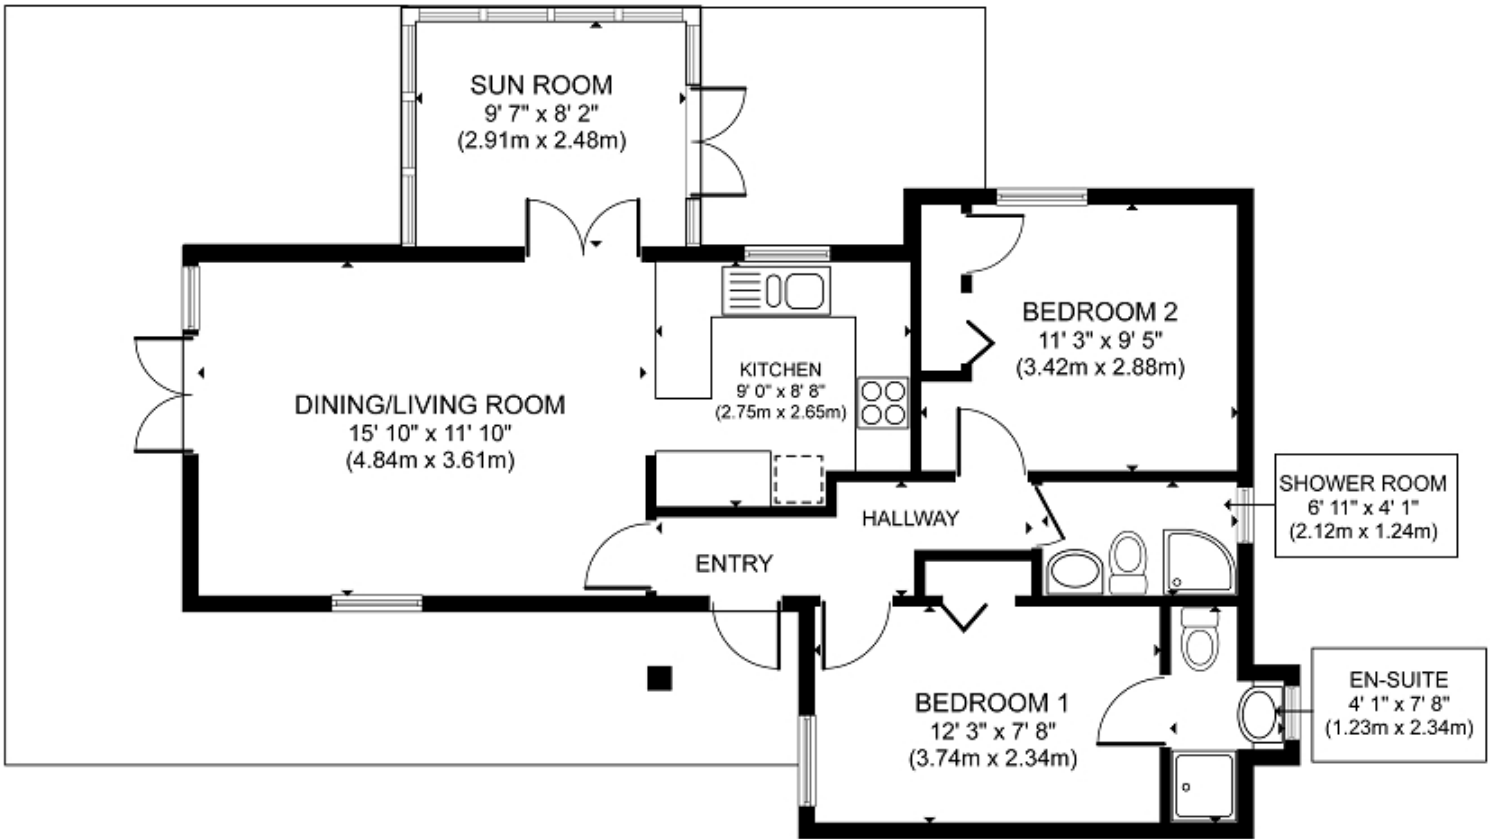 SUN ROOM
9' 7" x 8' 2"
(2.91m x 2.48m)
BEDROOM 2
11' 3" x 9' 5"
(3.42m x 2.88m)
KITCHEN
9' 0" x 8' 8"
(2.75m x 2.65m)
DINING/LIVING ROOM
15' 10" x 11' 10"
(4.84m x 3.61m)
SHOWER ROOM
6' 11" x 4' 1"
(2.12m x 1.24m)
HALLWAY
ENTRY
BEDROOM 1
12' 3" x 7' 8"
(3.74m x 2.34m)
EN-SUITE
4' 1" x 7' 8"
(1.23m x 2.34m)